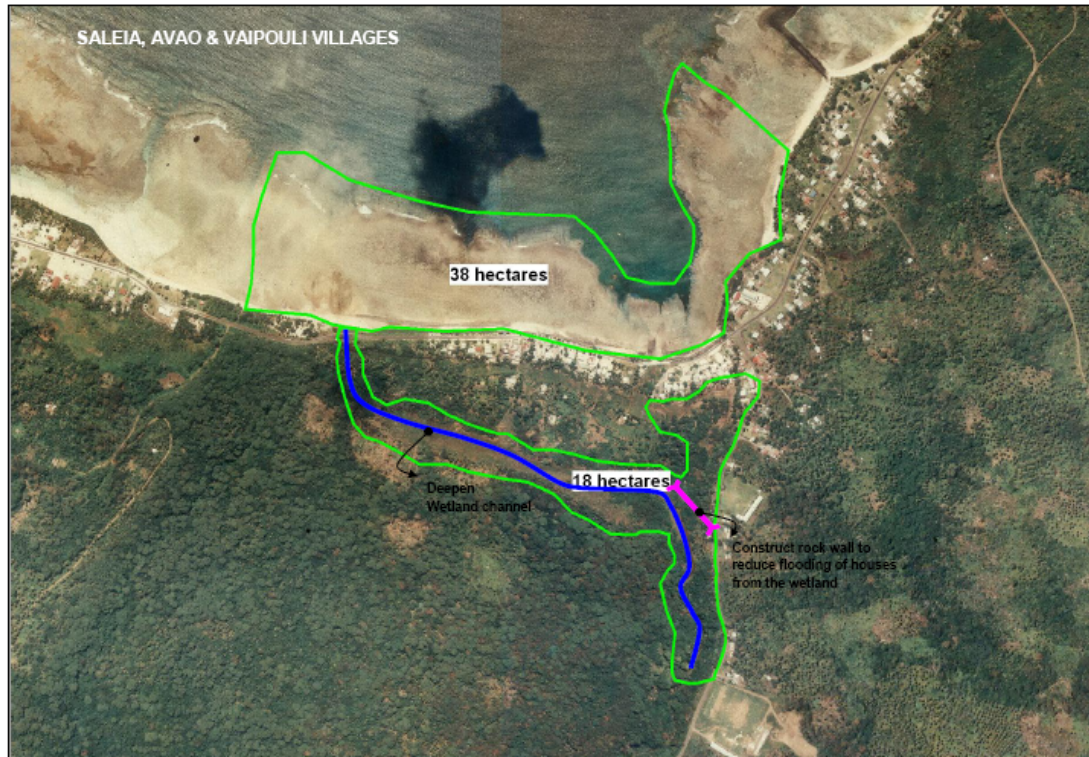 SALEIA, AVAO & VAIPOULI VILLAGES
38 hectares
18 hectares
Deepen
Wetland channel
Construct rock wall to
reduce flooding of houses
from the wetland